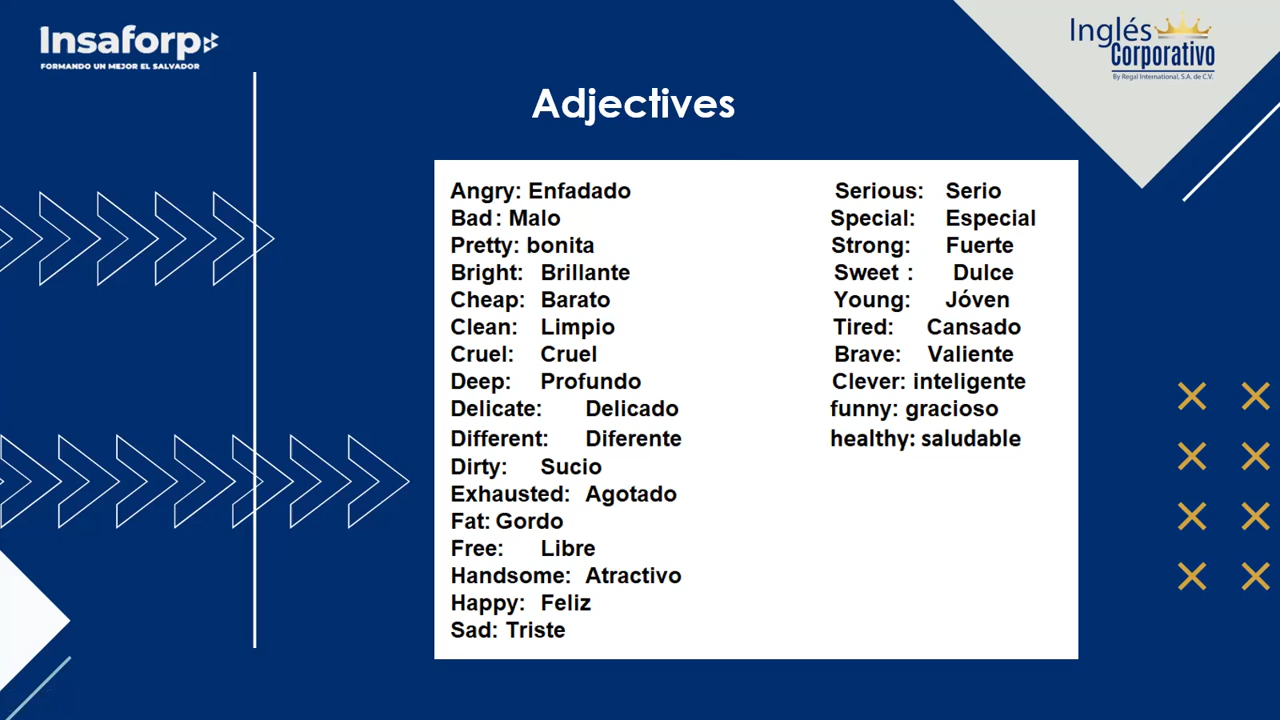 Insaforp
FORMANDO UN MEJOR EL SALVADOR
Inglés
Corporativo
By Regal International, S.A. de C.V.
Adjectives
Angry: Enfadado
Bad : Malo
Pretty: bonita
Bright: Brillante
Cheap: Barato
Clean: Limpio
Cruel: Cruel
Deep: Profundo
Delicate: Delicado
Different: Diferente
Dirty: Sucio
Exhausted: Agotado
Fat: Gordo
Free: Libre
Handsome: Atractivo
Happy: Feliz
Sad: Triste
Serious: Serio
Special: Especial
Strong: Fuerte
Sweet : Dulce
Young: Jóven
Tired: Cansado
Brave: Valiente
Clever: inteligente
funny: gracioso
healthy: saludable